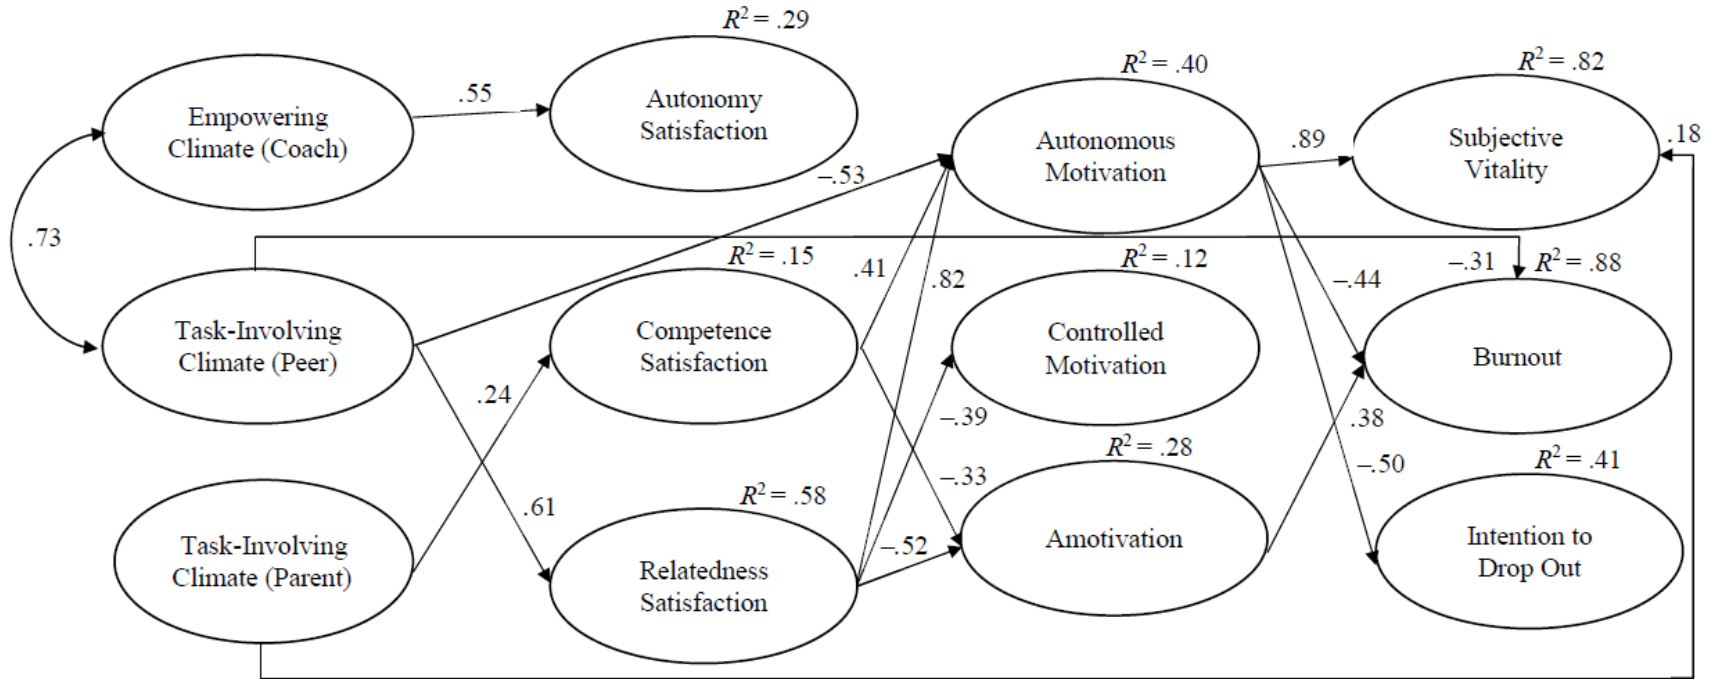 R² = .29
Empowering
Climate (Coach)
.55
Autonomy
Satisfaction
R² = .40
Autonomous
Motivation
.89
R² = .82
Subjective
Vitality
.18
–.53
.73
Task-Involving
Climate (Peer)
R² = .15
Competence
Satisfaction
.41
.82
R² = .12
Controlled
Motivation
–.44
–.31
R² = .88
Burnout
.24
–.39
.38
–.33
R² = .28
Amotivation
–.50
R² = .41
Intention to
Drop Out
Task-Involving
Climate (Parent)
.61
R² = .58
Relatedness
Satisfaction
–.52